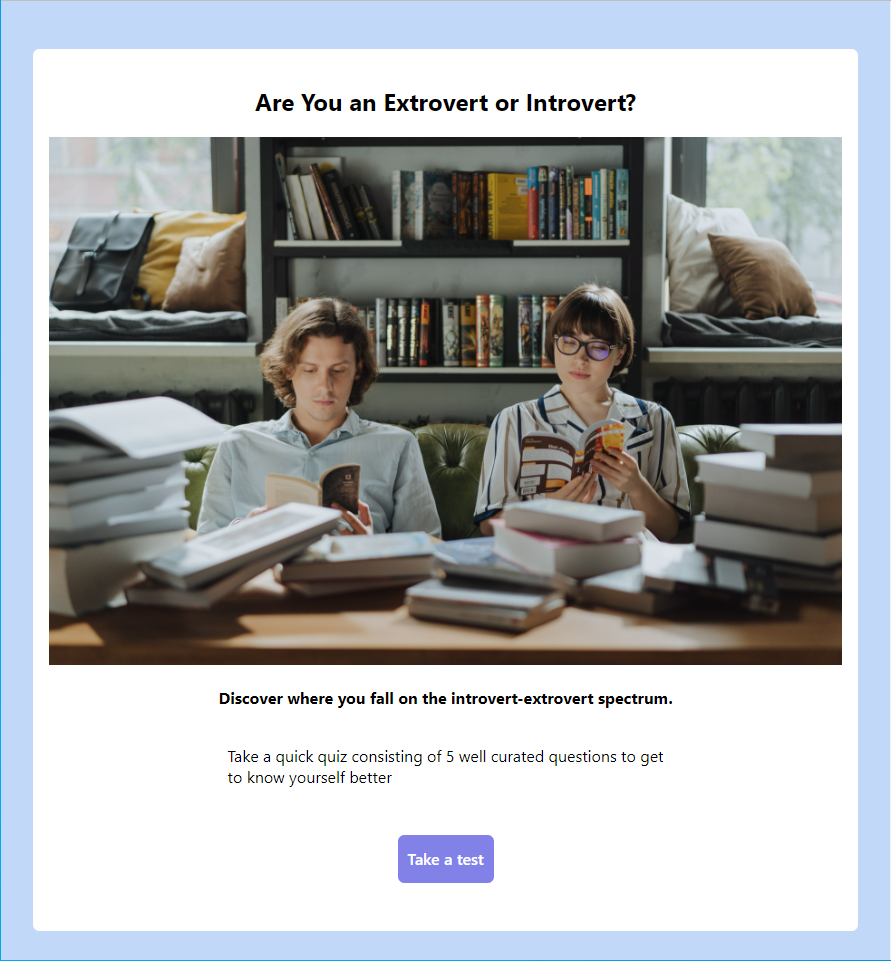 Are You an Extrovert or Introvert?
Discover where you fall on the introvert-extrovert spectrum.
Take a quick quiz consisting of 5 well curated questions to get
to know yourself better
Take a test